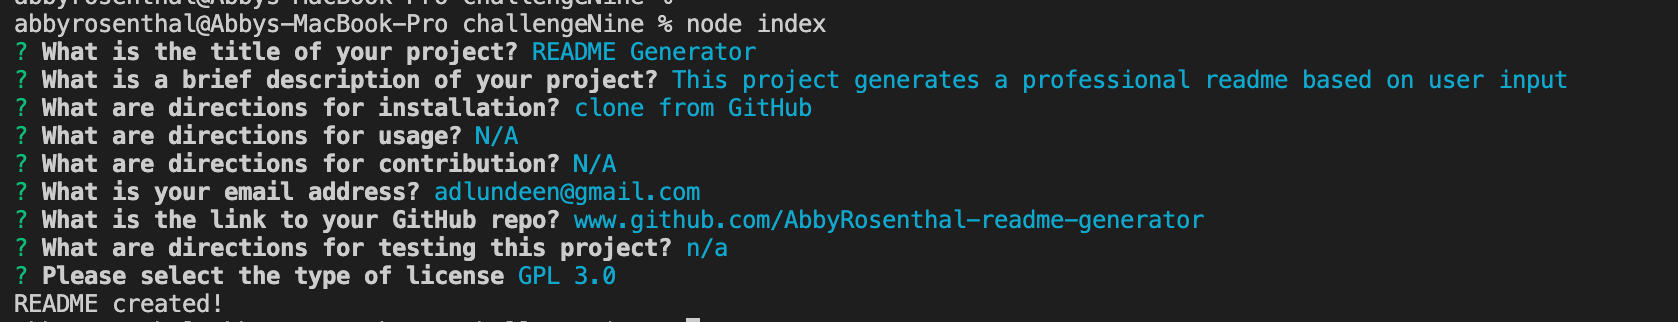 abbyrosenthal@Abbys-MacBook-Pro challengeNine % node index
? What is the title of your project? README Generator
? What is a brief description of your project? This project generates a professional readme based on user input
? What are directions for installation? clone from GitHub
? What are directions for usage? N/A
? What are directions for contribution? N/A
? What is your email address? adlundeen@gmail.com
? What is the link to your GitHub repo? www.github.com/AbbyRosenthal-readme-generator
? What are directions for testing this project? n/a
? Please select the type of license GPL 3.0
README created!